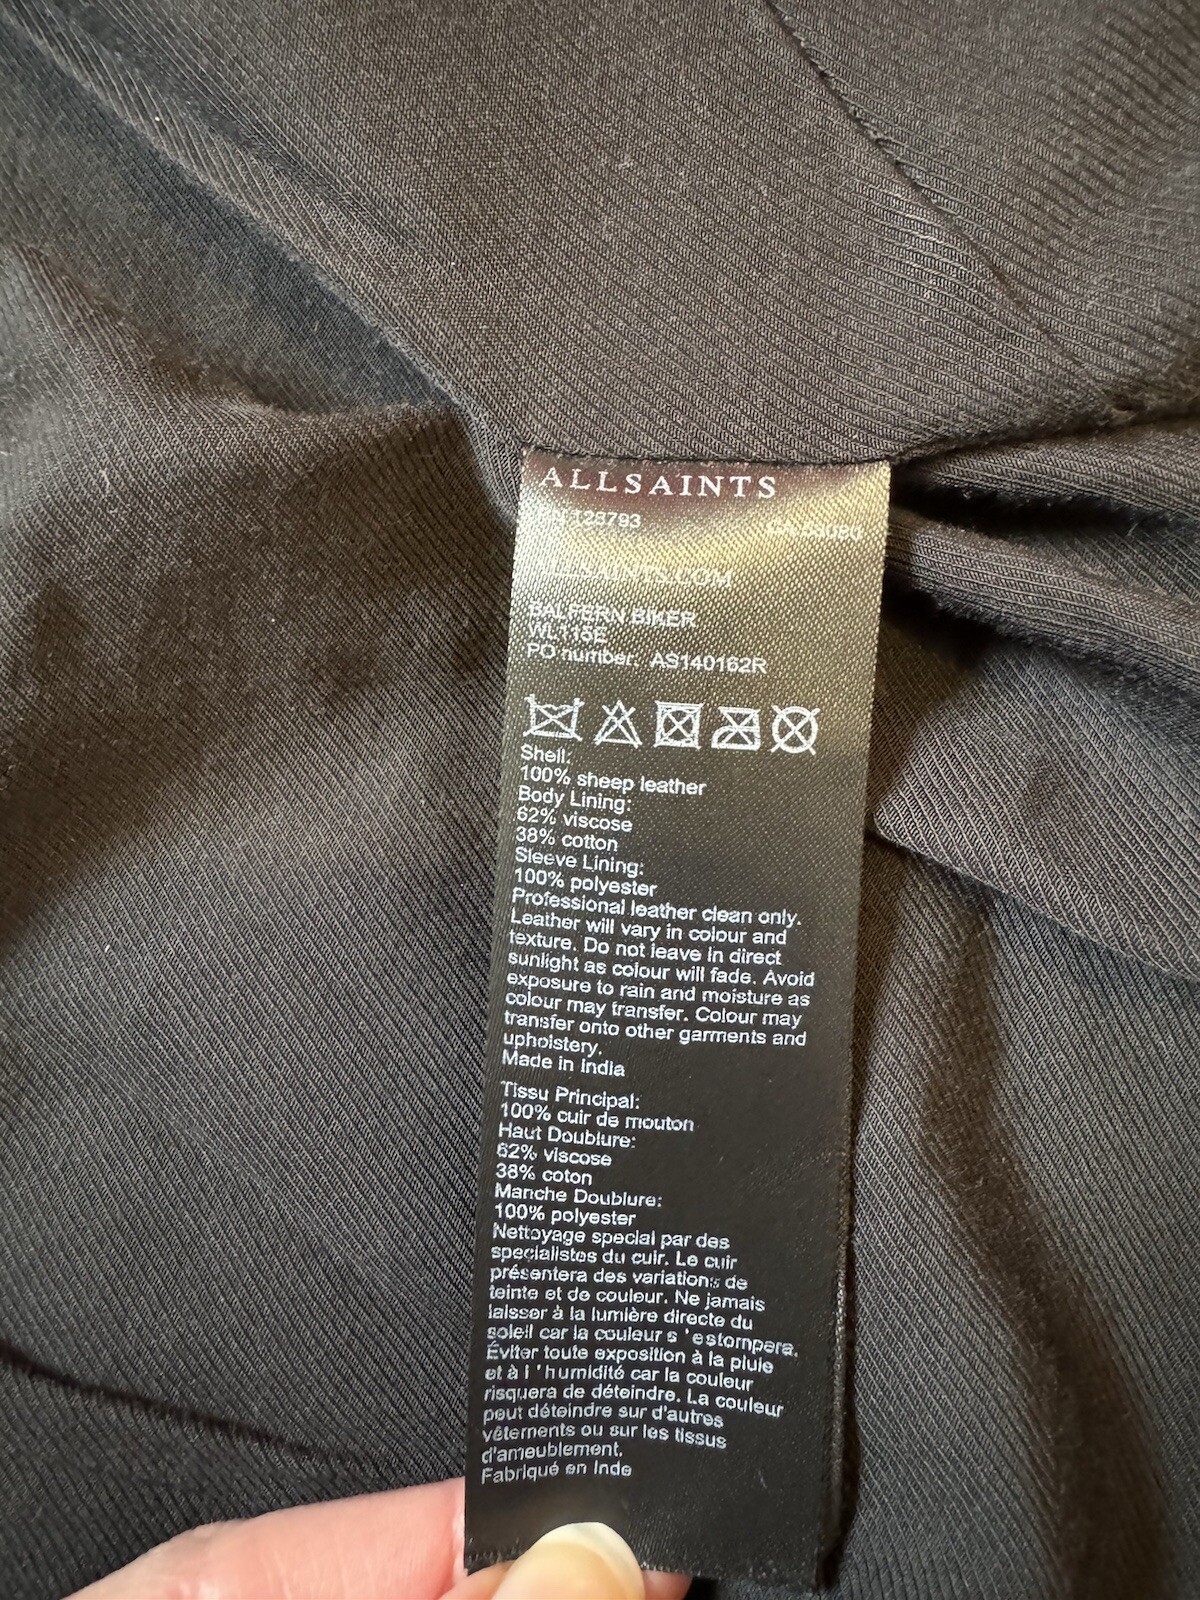 ALLSAINTS
128793
ALLSAINTS.COM
BALFERN BIKER
WL115E
PO number: AS140162R
Shell:
100% sheep leather
Body Lining:
62% viscose
38% cotton
Sleeve Lining:
100% polyester
Professional leather clean only.
Leather will vary in colour and
texture. Do not leave in direct
sunlight as colour will fade. Avoid
exposure to rain and moisture as
colour may transfer. Colour may
transfer onto other garments and
upholstery.
Made in India
Tissu Principal:
100% cuir de mouton
Haut Doublure:
62% viscose
38% coton
Manche Doublure:
100% polyester
Nettoyage special par des
specialistes du cuir. Le cuir
présentera des variations de
teinte et de couleur. Ne jamais
laisser à la lumière directe du
soleil car la couleur s ' estompera.
Éviter toute exposition à la pluie
et à l ' humidité car la couleur
risquera de déteindre. La couleur
peut déteindre sur d'autres
vêtements ou sur les tissus
d'ameublement.
Fabriqué en Inde